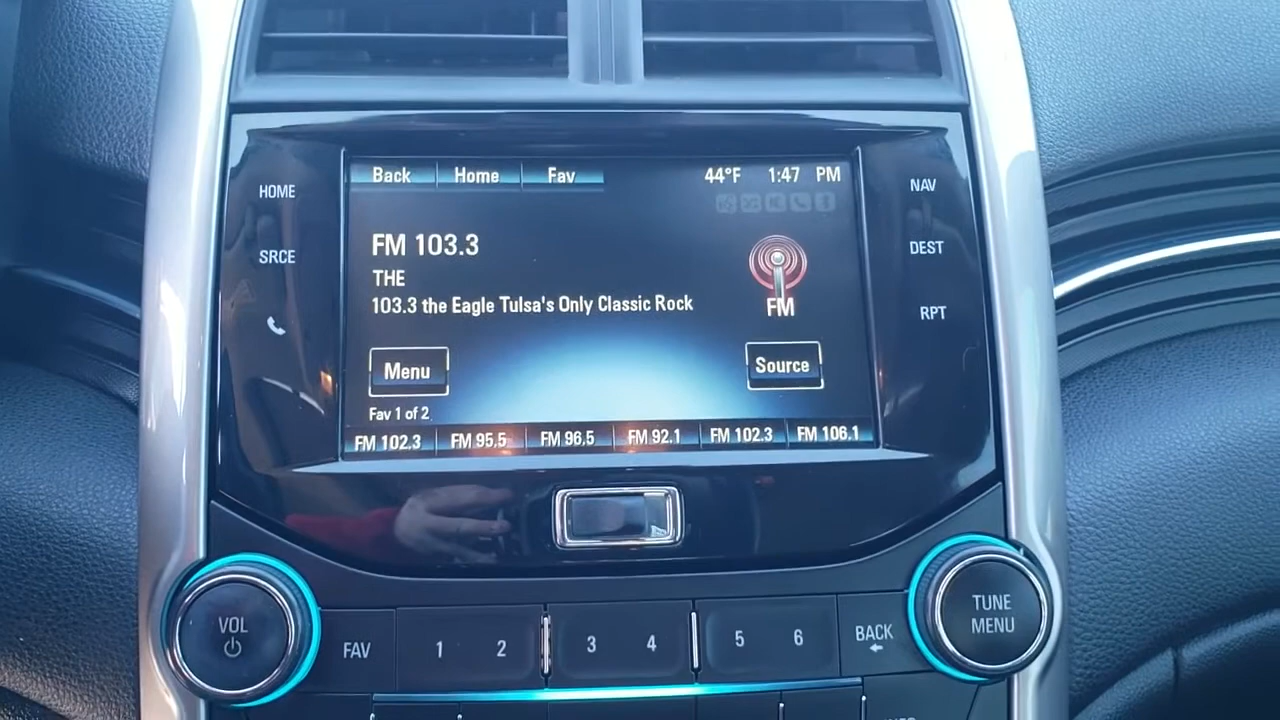 Back Home Fav 44°F 1:47 PM
HOME
NAV
SRCE
DEST
RPT
FM 103.3
THE
103.3 the Eagle Tulsa's Only Classic Rock
FM
Menu
Source
Fav 1 of 2
FM 102.3 FM 95.5 FM 96.5 FM 92.1 FM 102.3 FM 106.1
VOL
FAV
1 2 3 4 5 6
BACK
TUNE
MENU